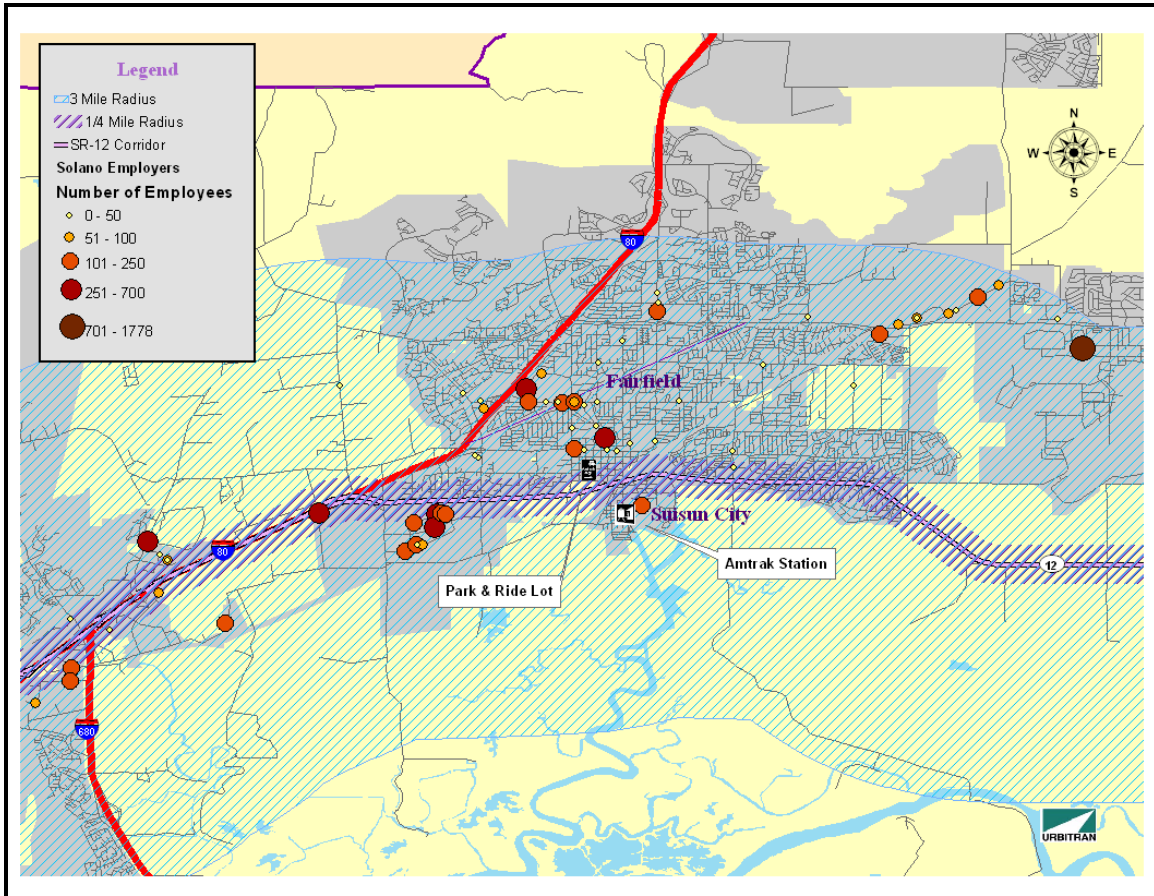 Legend
3 Mile Radius
1/4 Mile Radius
SR-12 Corridor
Solano Employers
Number of Employees
0 - 50
51 - 100
101 - 250
251 - 700
701 - 1778
N
W
E
S
80
Fairfield
Suisun City
80
Amtrak Station
12
Park & Ride Lot
680
URBITRAN